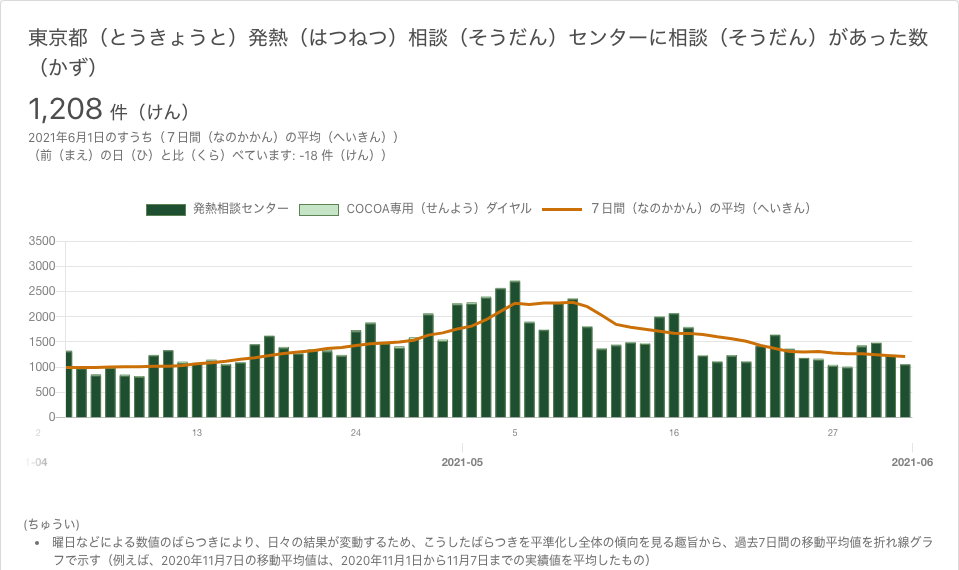 東京都（とうきょうと）発熱（はつねつ）相談（そうだん）センターに相談（そうだん）があった数
（かず）
1,208 件（けん）
2021年6月1日のすうち（７日間（なのかかん）の平均（へいきん））
（前（まえ）の日（ひ）と比（くら）べています: -18 件（けん））
発熱相談センター COCOA専用（せんよう）ダイヤル ７日間（なのかかん）の平均（へいきん）
3500
3000
2500
2000
1500
1000
500
0
2 13 24 5 16 27
-04 2021-05 2021-06
(ちゅうい)
• 曜日などによる数値のばらつきにより、日々の結果が変動するため、こうしたばらつきを平準化し全体の傾向を見る趣旨から、過去7日間の移動平均値を折れ線グラ
フで示す（例えば、2020年11月7日の移動平均値は、2020年11月1日から11月7日までの実績値を平均したもの）